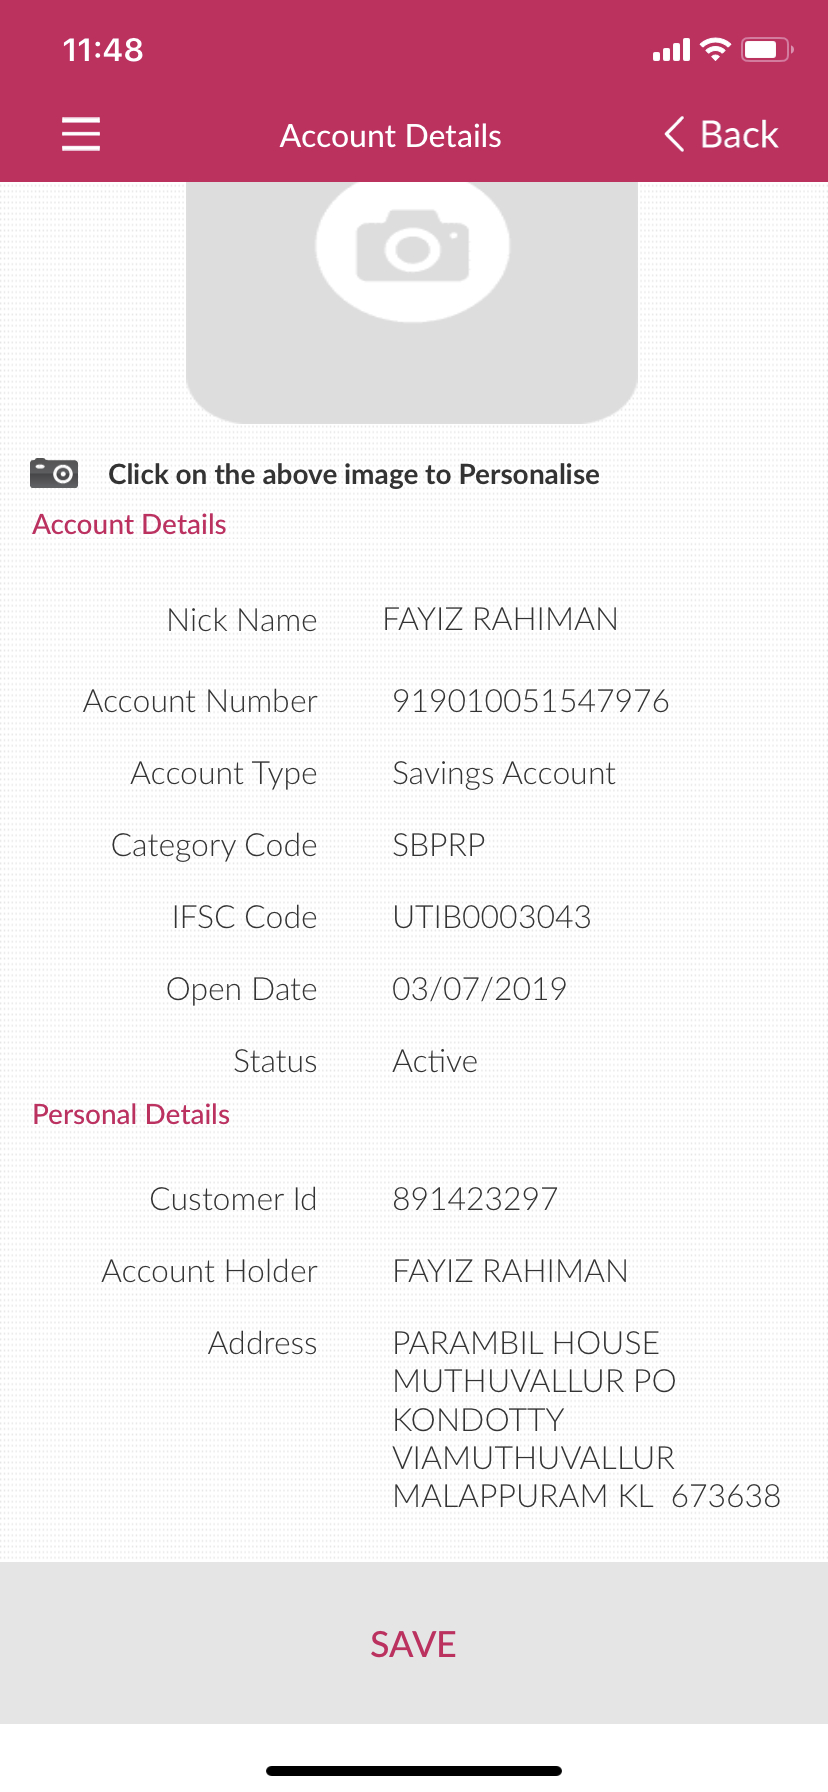 11:48
Account Details
Back
Click on the above image to Personalise
Account Details
Nick Name FAYIZ RAHIMAN
Account Number 919010051547976
Account Type Savings Account
Category Code SBPRP
IFSC Code UTIB0003043
Open Date 03/07/2019
Status Active
Personal Details
Customer Id 891423297
Account Holder FAYIZ RAHIMAN
Address PARAMBIL HOUSE
MUTHUVALLUR PO
KONDOTTY
VIAMUTHUVALLUR
MALAPPURAM KL 673638
SAVE